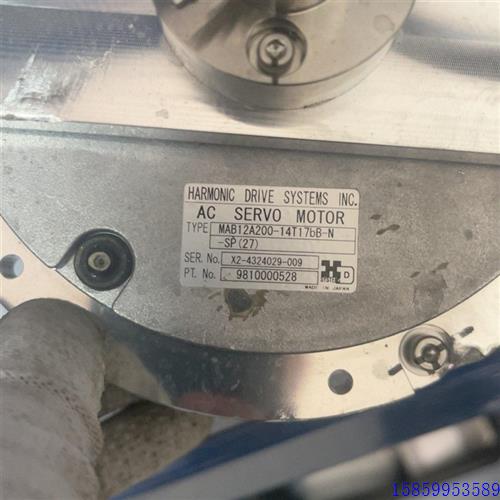 HARMONIC DRIVE SYSTEMS INC.
AC SERVO MOTOR
TYPE MAB12A200-14T17bB-N
-SP(27)
SER. No. X2-4324029-009
PT. No. 9810000528
MADE IN JAPAN
15859953589